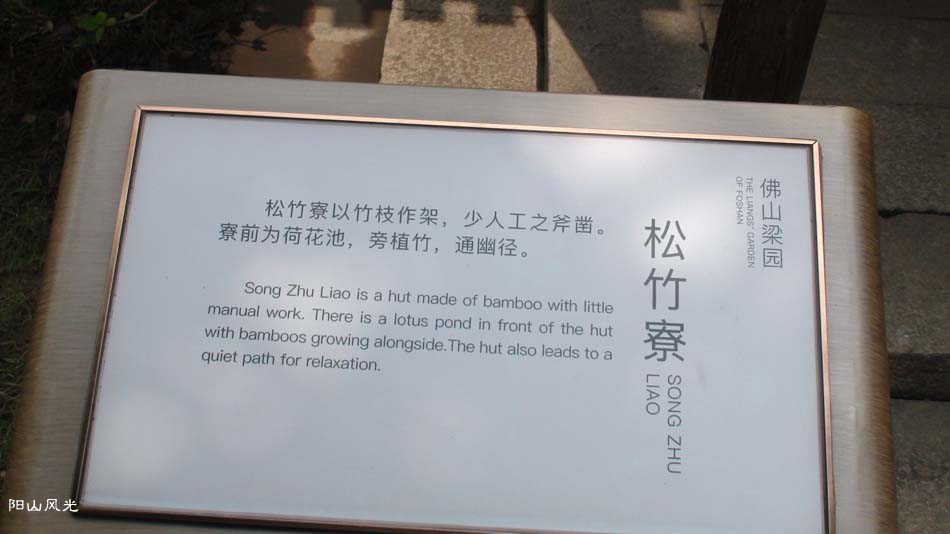 佛山梁园
THE LIANGS' GARDEN
OF FOSHAN
松竹寮
SONG ZHU
LIAO
松竹寮以竹枝作架，少人工之斧凿。
寮前为荷花池，旁植竹，通幽径。
Song Zhu Liao is a hut made of bamboo with little
manual work. There is a lotus pond in front of the hut
with bamboos growing alongside.The hut also leads to a
quiet path for relaxation.
阳山风光